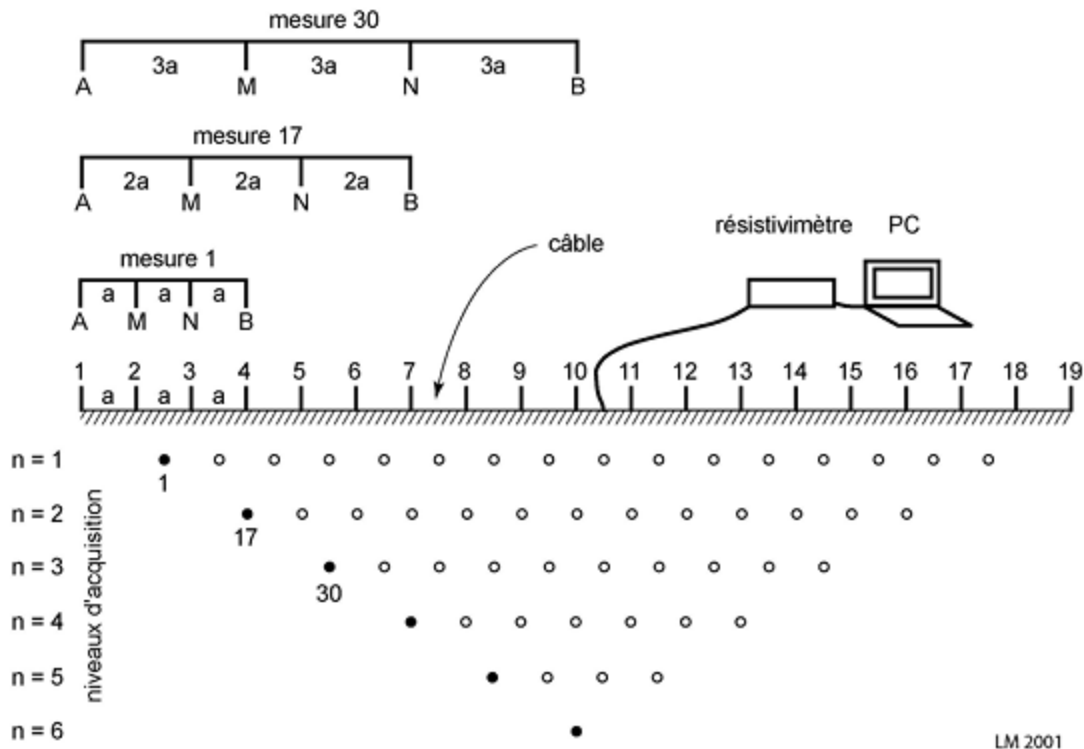 mesure 30
3a 3a 3a
A M N B
mesure 17
2a 2a 2a
A M N B
résistivimètre PC
câble
mesure 1
a a a
A M N B
1 2 3 4 5 6 7 8 9 10 11 12 13 14 15 16 17 18 19
a a a
niveaux d'acquisition
n = 1
1
n = 2
17
n = 3
30
n = 4
n = 5
n = 6
LM 2001